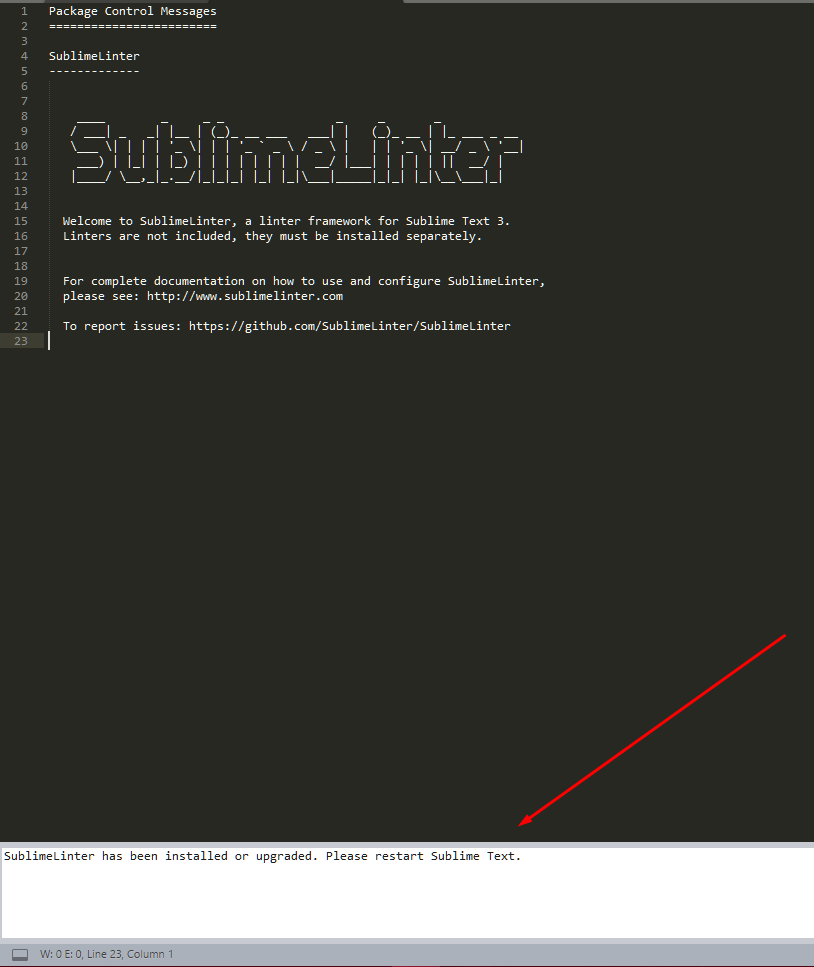 1 Package Control Messages
2 ========================
3
4 SublimeLinter
5 -------------
6
7
8
9
10
11
12
13
14
15 Welcome to SublimeLinter, a linter framework for Sublime Text 3.
16 Linters are not included, they must be installed separately.
17
18
19 For complete documentation on how to use and configure SublimeLinter,
20 please see: http://www.sublimelinter.com
21
22 To report issues: https://github.com/SublimeLinter/SublimeLinter
23
SublimeLinter has been installed or upgraded. Please restart Sublime Text.
W: 0 E: 0, Line 23, Column 1